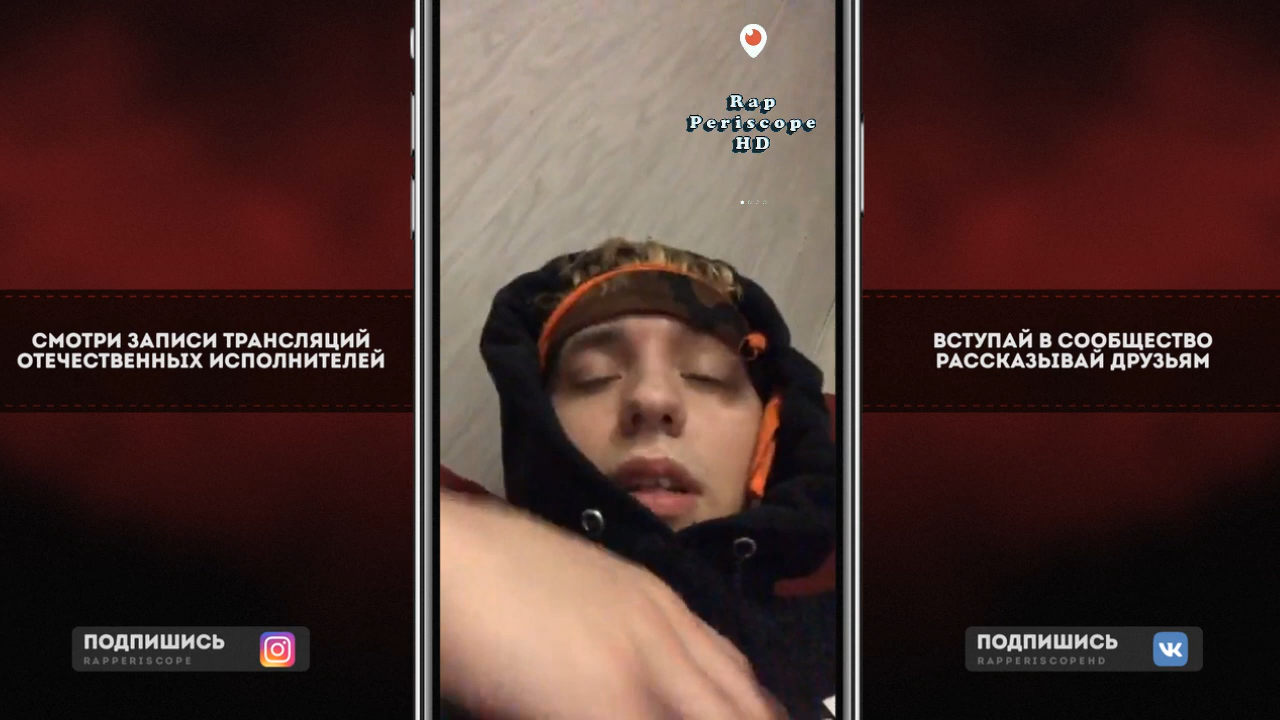 Rap
Periscope
HD
СМОТРИ ЗАПИСИ ТРАНСЛЯЦИЙ
ОТЕЧЕСТВЕННЫХ ИСПОЛНИТЕЛЕЙ
ВСТУПАЙ В СООБЩЕСТВО
РАССКАЗЫВАЙ ДРУЗЬЯМ
ПОДПИШИСЬ
RAPPERISCOPE
ПОДПИШИСЬ
RAPPERISCOPEHD